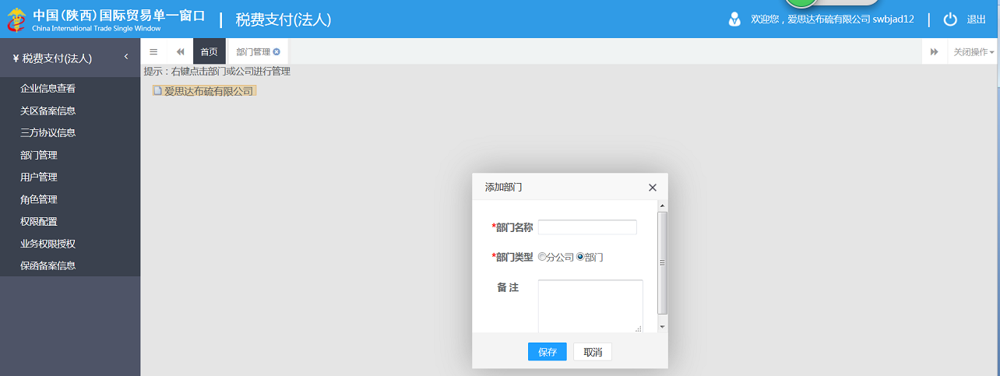 中国(陕西)国际贸易单一窗口
China International Trade Single Window
税费支付(法人)
欢迎您，爱思达布硫有限公司 swbjad12
退出
¥ 税费支付(法人)
首页
部门管理
关闭操作
企业信息查看
关区备案信息
三方协议信息
部门管理
用户管理
角色管理
权限配置
业务权限授权
保函备案信息
提示：右键点击部门或公司进行管理
爱思达布硫有限公司
添加部门
*部门名称
*部门类型 分公司 部门
备 注
保存 取消